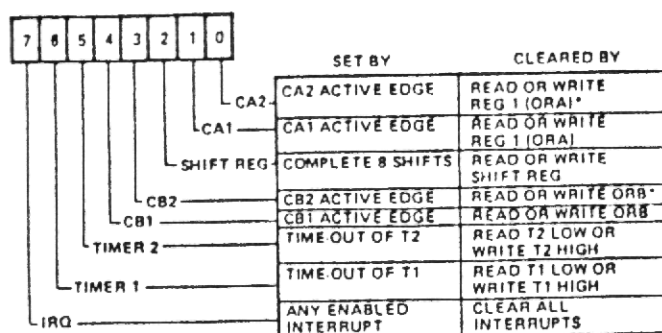 7 6 5 4 3 2 1 0
SET BY CLEARED BY
CA2 CA2 ACTIVE EDGE READ OR WRITE
REG 1 (ORA)*
CA1 CA1 ACTIVE EDGE READ OR WRITE
REG 1 (ORA)
SHIFT REG COMPLETE 8 SHIFTS READ OR WRITE
SHIFT REG
CB2 CB2 ACTIVE EDGE READ OR WRITE ORB*
CB1 CB1 ACTIVE EDGE READ OR WRITE ORB
TIMER 2 TIME-OUT OF T2 READ T2 LOW OR
WRITE T2 HIGH
TIMER 1 TIME-OUT OF T1 READ T1 LOW OR
WRITE T1 HIGH
IRQ ANY ENABLED CLEAR ALL
INTERRUPT INTERRUPTS